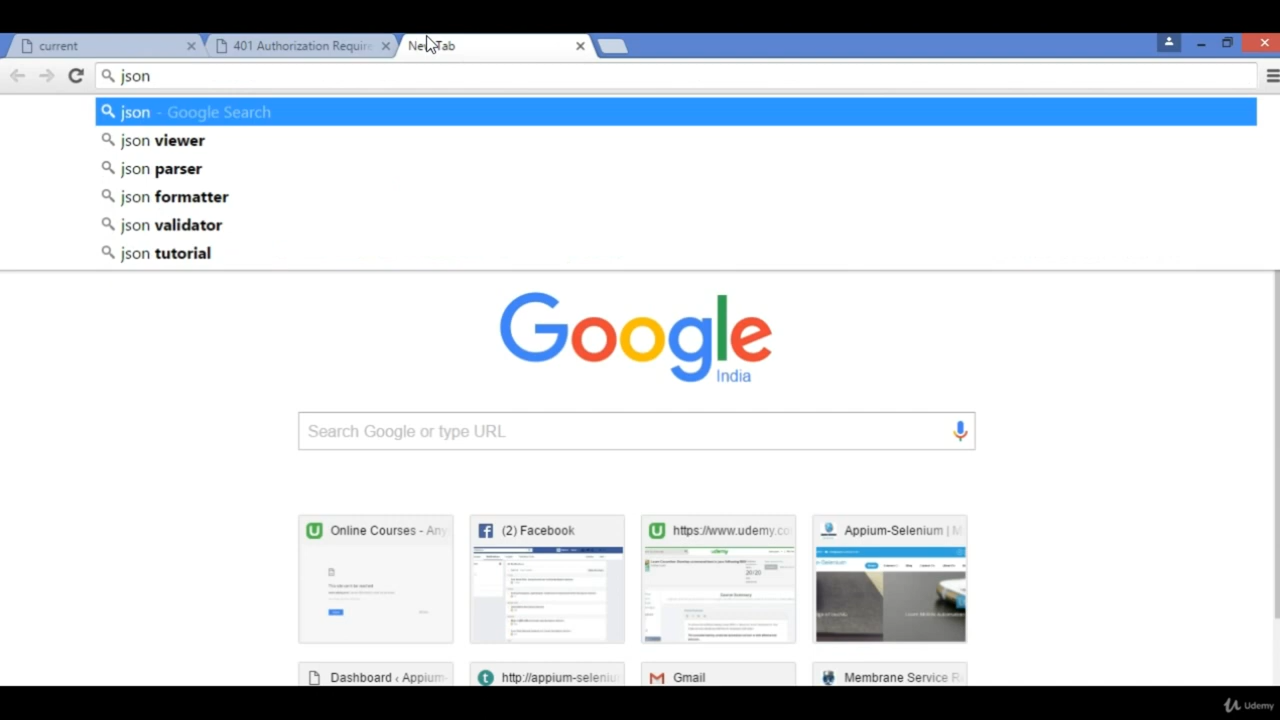 current
401 Authorization Require
New Tab
json
json - Google Search
json viewer
json parser
json formatter
json validator
json tutorial
Google
India
Search Google or type URL
Online Courses - Any
(2) Facebook
https://www.udemy.co
Appium-Selenium | M
Dashboard ‹ Appium-
http://appium-seleniu
Gmail
Membrane Service R
Udemy